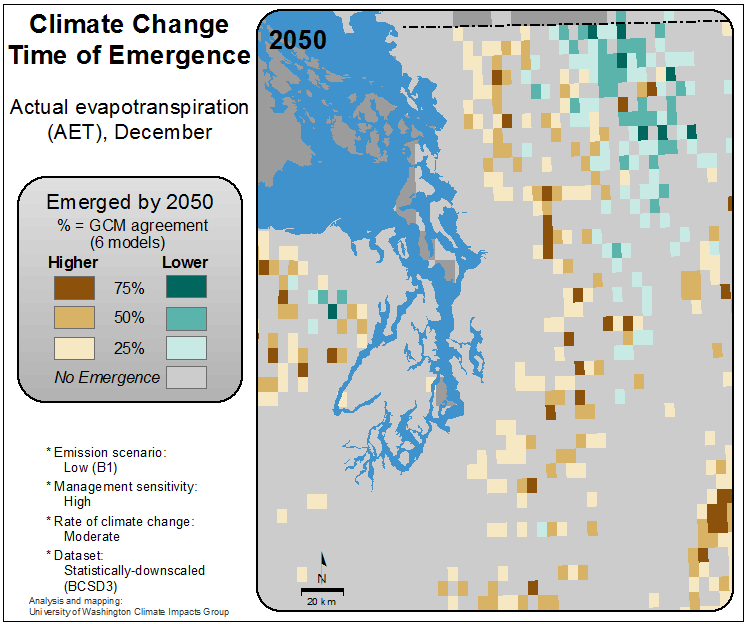 Climate Change
Time of Emergence
Actual evapotranspiration
(AET), December
Emerged by 2050
% = GCM agreement
(6 models)
Higher Lower
75%
50%
25%
No Emergence
* Emission scenario:
Low (B1)
* Management sensitivity:
High
* Rate of climate change:
Moderate
* Dataset:
Statistically-downscaled
(BCSD3)
Analysis and mapping:
University of Washington Climate Impacts Group
2050
N
20 km